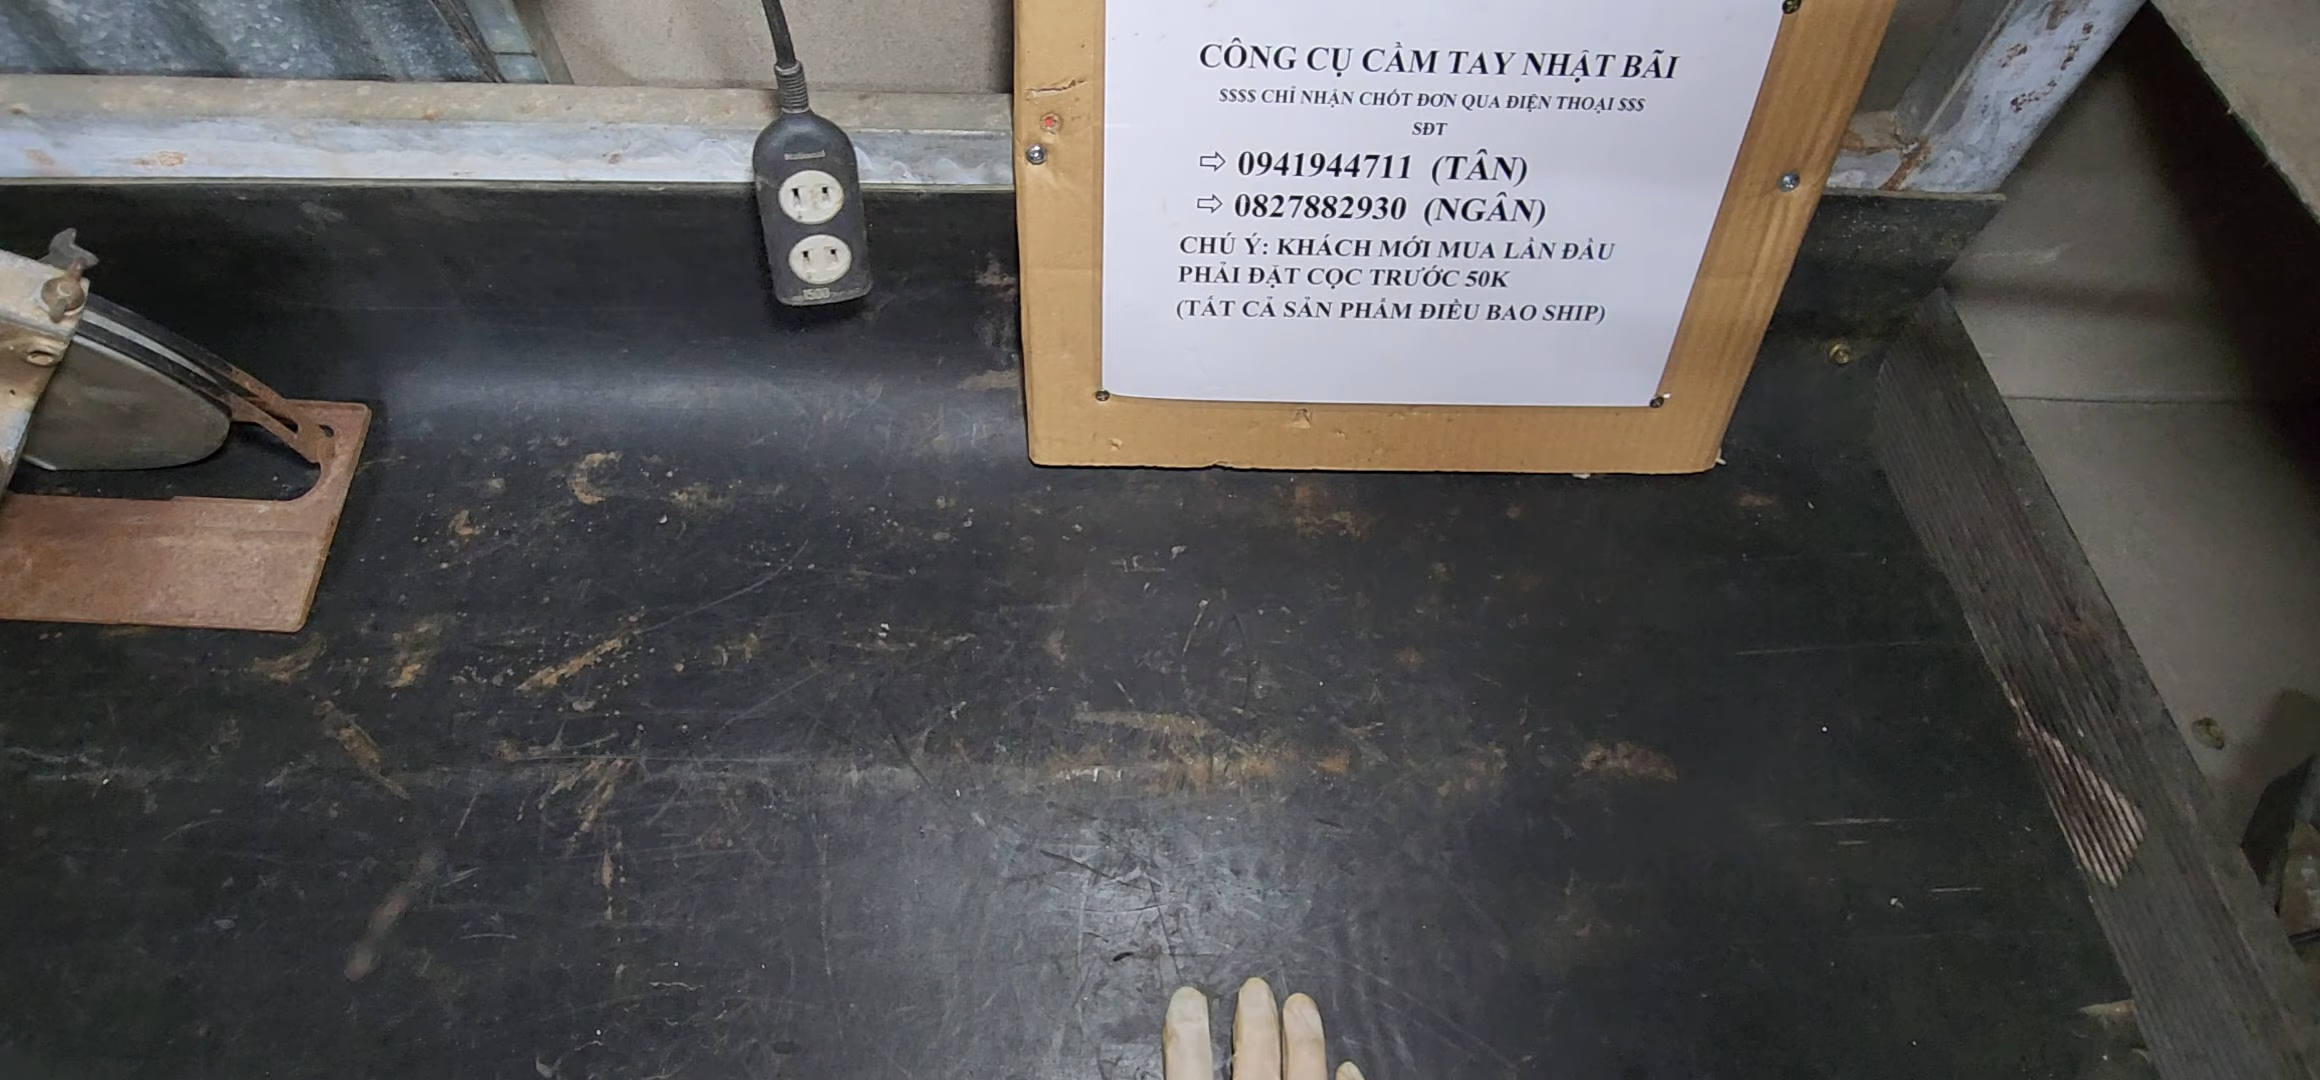 CÔNG CỤ CẦM TAY NHẬT BÃI
$$$$ CHỈ NHẬN CHỐT ĐƠN QUA ĐIỆN THOẠI $$$
SĐT
⇨ 0941944711 (TÂN)
⇨ 0827882930 (NGÂN)
CHÚ Ý: KHÁCH MỚI MUA LẦN ĐẦU
PHẢI ĐẶT CỌC TRƯỚC 50K
(TẤT CẢ SẢN PHẨM ĐIỀU BAO SHIP)
1500